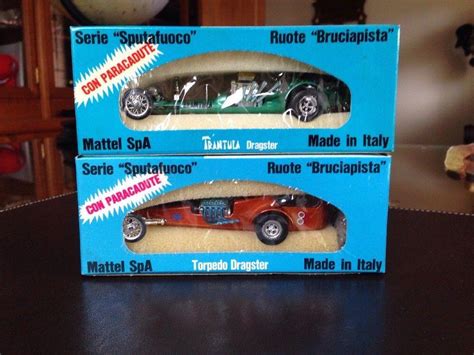 Serie "Sputafuoco" Ruote "Bruciapista"
CON PARACADUTE
Mattel SpA TARANTULA Dragster Made in Italy
Serie "Sputafuoco" Ruote "Bruciapista"
CON PARACADUTE
Mattel SpA Torpedo Dragster Made in Italy